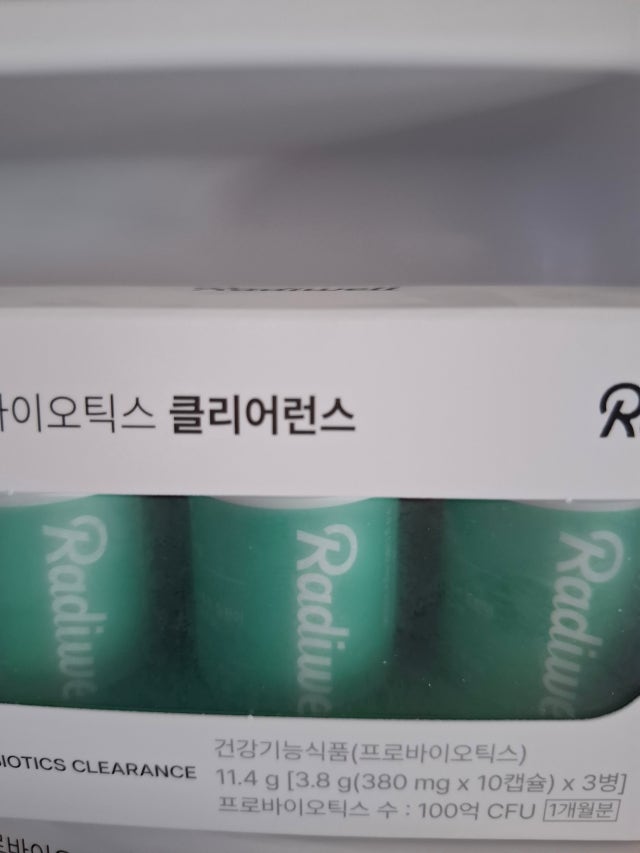 바이오틱스 클리어런스
Radiwe
Radiwe
Radiwe
BIOTICS CLEARANCE
건강기능식품(프로바이오틱스)
11.4 g [3.8 g(380 mg x 10캡슐) x 3병]
프로바이오틱스 수 : 100억 CFU 1개월분